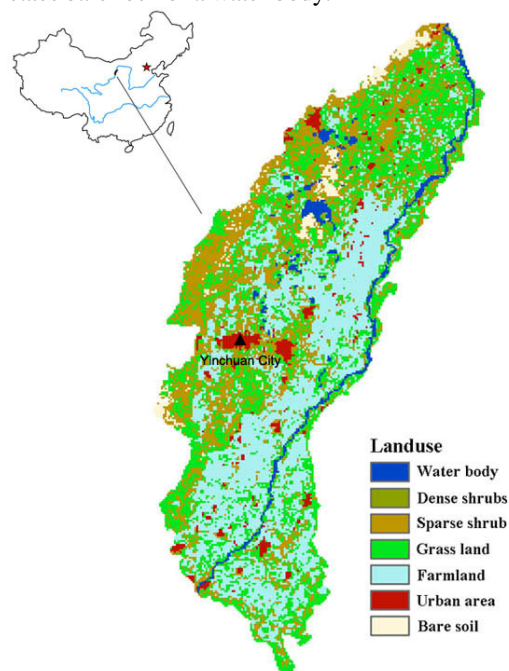 Yinchuan City
Landuse
Water body
Dense shrubs
Sparse shrub
Grass land
Farmland
Urban area
Bare soil